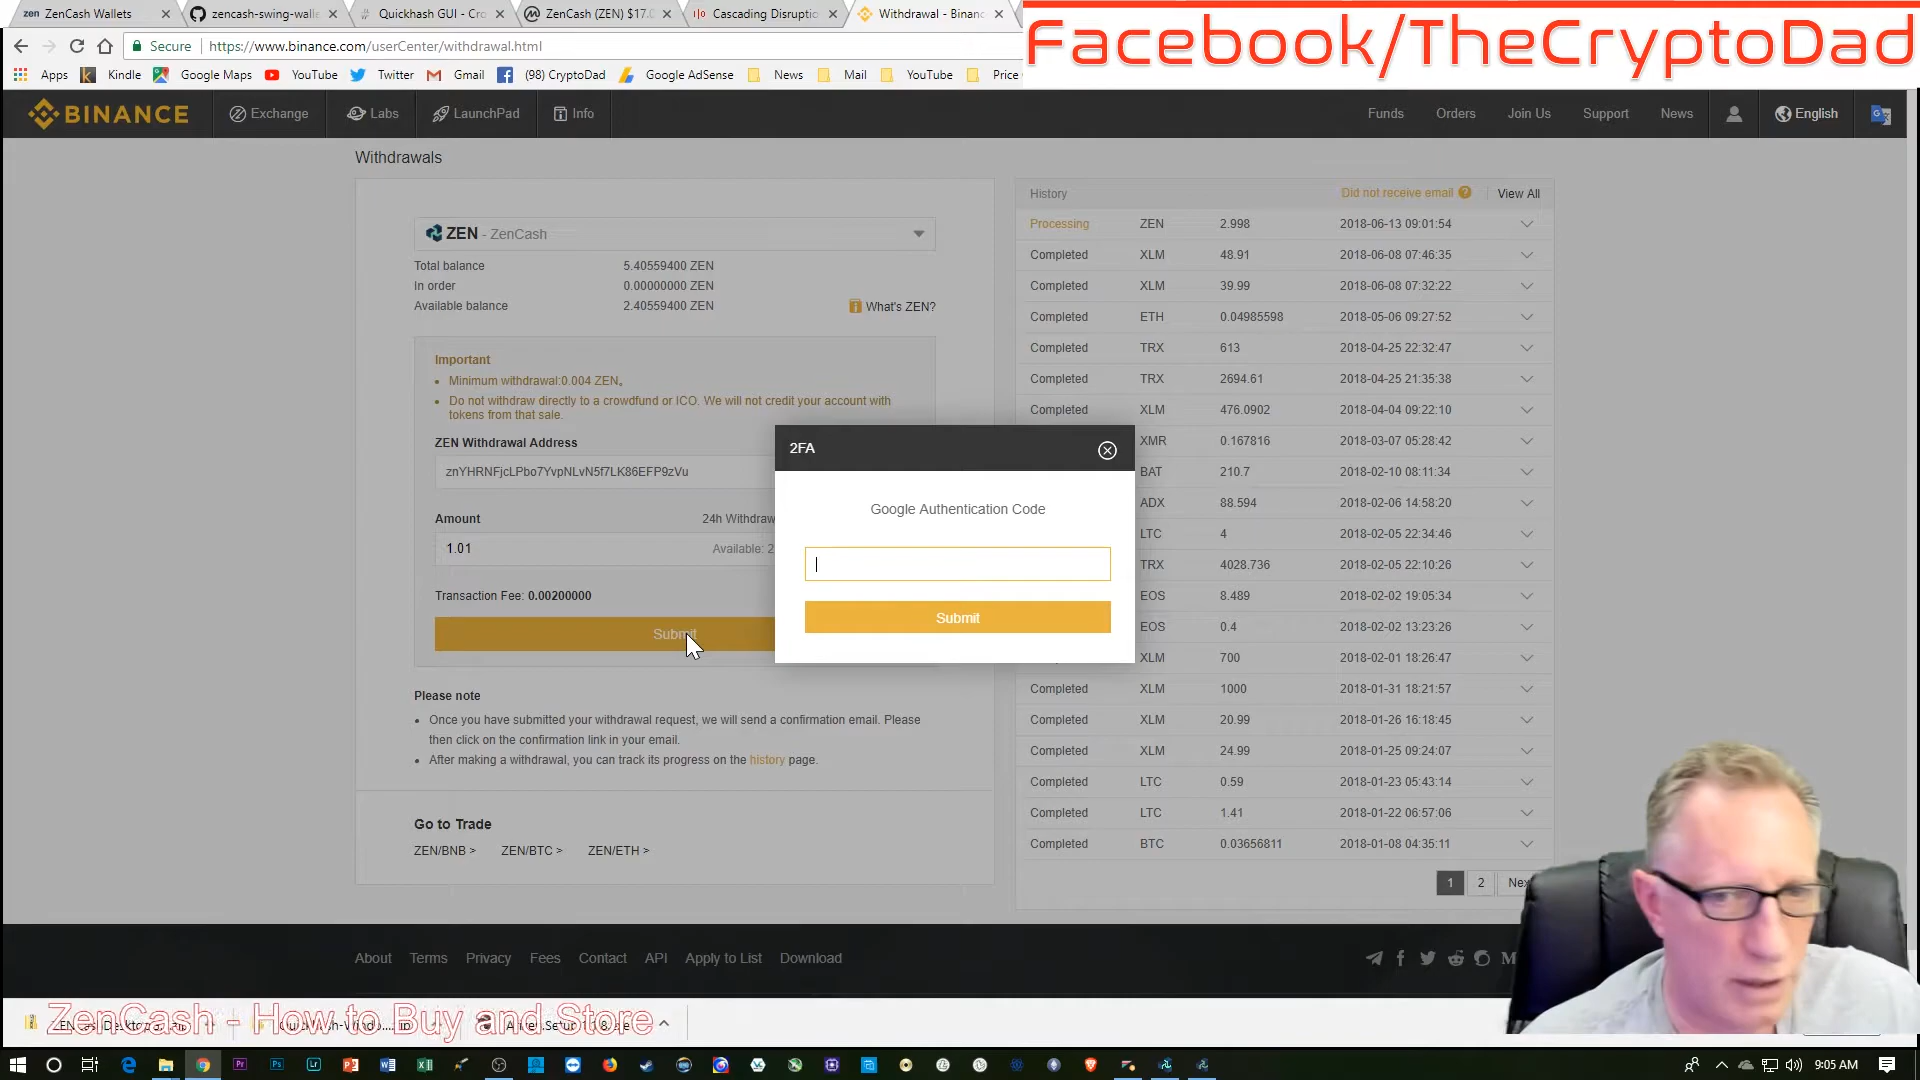 zen ZenCash Wallets
zencash-swing-walle
Quickhash GUI - Cro
ZenCash (ZEN) $17.0
Cascading Disruptio
Withdrawal - Binanc
Facebook/TheCryptoDad
Secure https://www.binance.com/userCenter/withdrawal.html
Apps Kindle Google Maps YouTube Twitter Gmail (98) CryptoDad Google AdSense News Mail YouTube Price
BINANCE Exchange Labs LaunchPad Info Funds Orders Join Us Support News English
Withdrawals
ZEN - ZenCash
Total balance 5.40559400 ZEN
In order 0.00000000 ZEN
Available balance 2.40559400 ZEN What's ZEN?
Important
Minimum withdrawal:0.004 ZEN。
Do not withdraw directly to a crowdfund or ICO. We will not credit your account with
tokens from that sale.
ZEN Withdrawal Address
znYHRNFjcLPbo7YvpNLvN5f7LK86EFP9zVu
Amount 24h Withdraw
1.01 Available: 2
Transaction Fee: 0.00200000
Submit
Please note
Once you have submitted your withdrawal request, we will send a confirmation email. Please
then click on the confirmation link in your email.
After making a withdrawal, you can track its progress on the history page.
Go to Trade
ZEN/BNB > ZEN/BTC > ZEN/ETH >
2FA
Google Authentication Code
Submit
History Did not receive email ? View All
Processing ZEN 2.998 2018-06-13 09:01:54
Completed XLM 48.91 2018-06-08 07:46:35
Completed XLM 39.99 2018-06-08 07:32:22
Completed ETH 0.04985598 2018-05-06 09:27:52
Completed TRX 613 2018-04-25 22:32:47
Completed TRX 2694.61 2018-04-25 21:35:38
Completed XLM 476.0902 2018-04-04 09:22:10
XMR 0.167816 2018-03-07 05:28:42
BAT 210.7 2018-02-10 08:11:34
ADX 88.594 2018-02-06 14:58:20
LTC 4 2018-02-05 22:34:46
TRX 4028.736 2018-02-05 22:10:26
EOS 8.489 2018-02-02 19:05:34
EOS 0.4 2018-02-02 13:23:26
XLM 700 2018-02-01 18:26:47
Completed XLM 1000 2018-01-31 18:21:57
Completed XLM 20.99 2018-01-26 16:18:45
Completed XLM 24.99 2018-01-25 09:24:07
Completed LTC 0.59 2018-01-23 05:43:14
Completed LTC 1.41 2018-01-22 06:57:06
Completed BTC 0.03656811 2018-01-08 04:35:11
1 2 Nex
About Terms Privacy Fees Contact API Apply to List Download
ZenCash - How to Buy and Store
9:05 AM